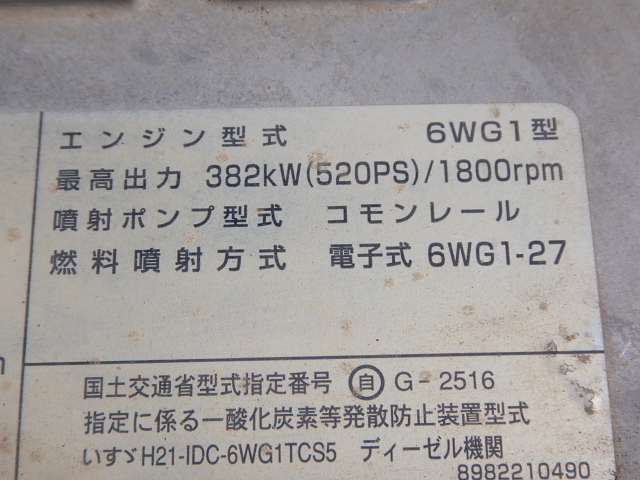 エンジン型式 6WG1型
最高出力 382kW(520PS)/1800rpm
噴射ポンプ型式 コモンレール
燃料噴射方式 電子式 6WG1-27
国土交通省型式指定番号 ㊜ G-2516
指定に係る一酸化炭素等発散防止装置型式
いすゞH21-IDC-6WG1TCS5 ディーゼル機関
8982210490